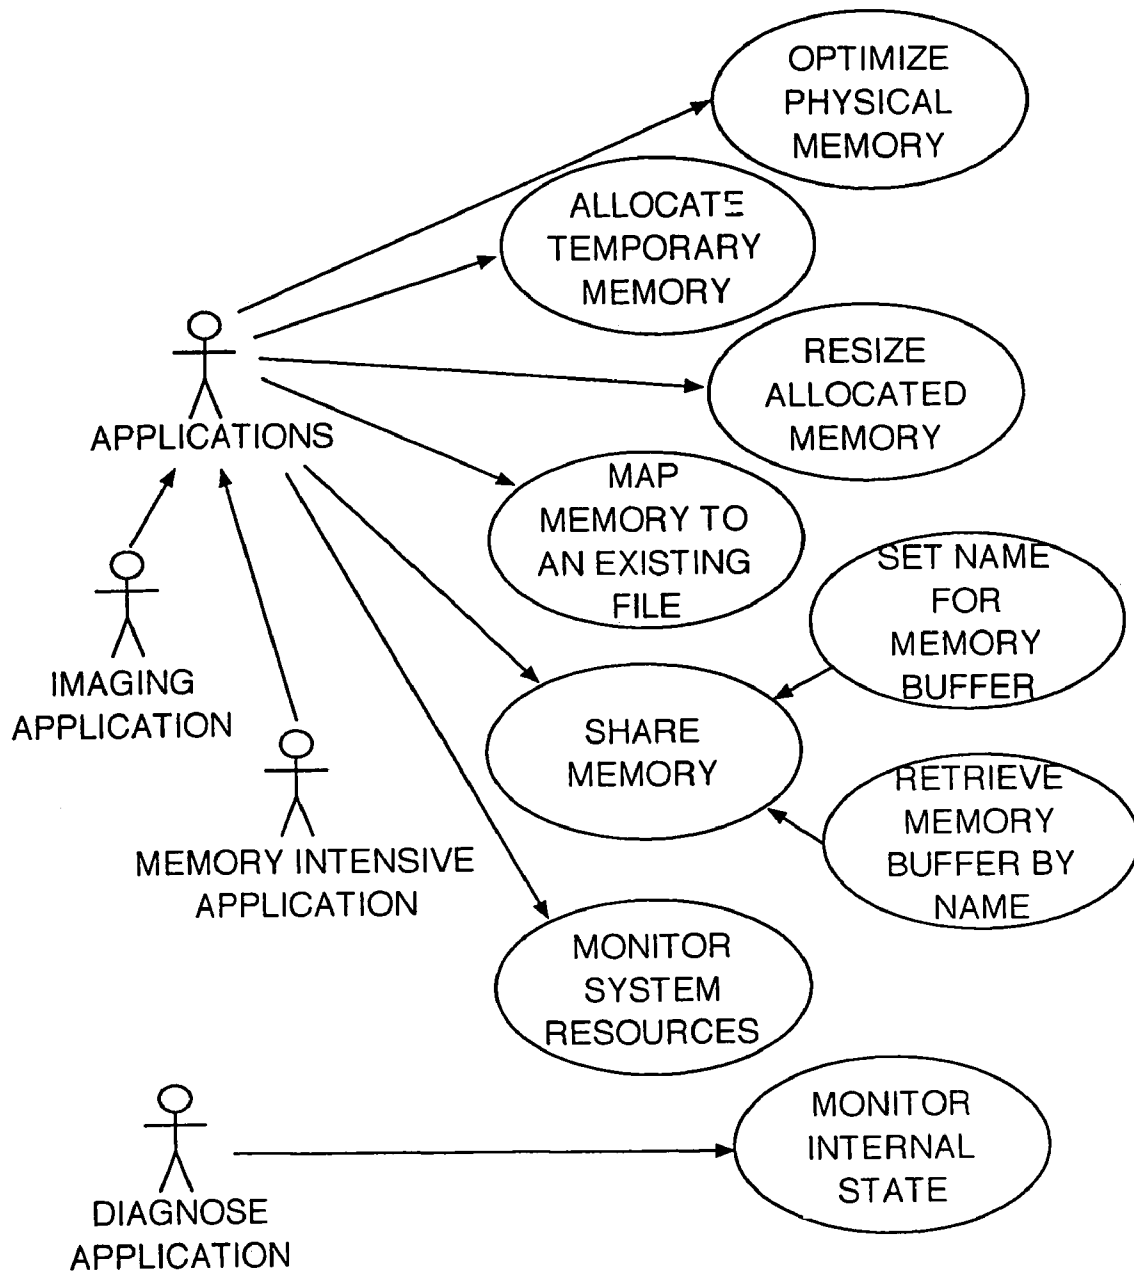 OPTIMIZE
PHYSICAL
MEMORY
ALLOCATE
TEMPORARY
MEMORY
RESIZE
ALLOCATED
MEMORY
APPLICATIONS
MAP
MEMORY TO
AN EXISTING
FILE
SET NAME
FOR
MEMORY
BUFFER
IMAGING
APPLICATION
SHARE
MEMORY
RETRIEVE
MEMORY
BUFFER BY
NAME
MEMORY INTENSIVE
APPLICATION
MONITOR
SYSTEM
RESOURCES
MONITOR
INTERNAL
STATE
DIAGNOSE
APPLICATION